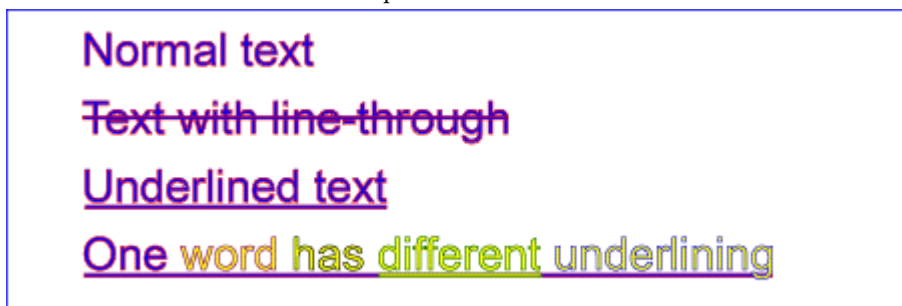 Normal text
Text with line-through
Underlined text
One word has different underlining